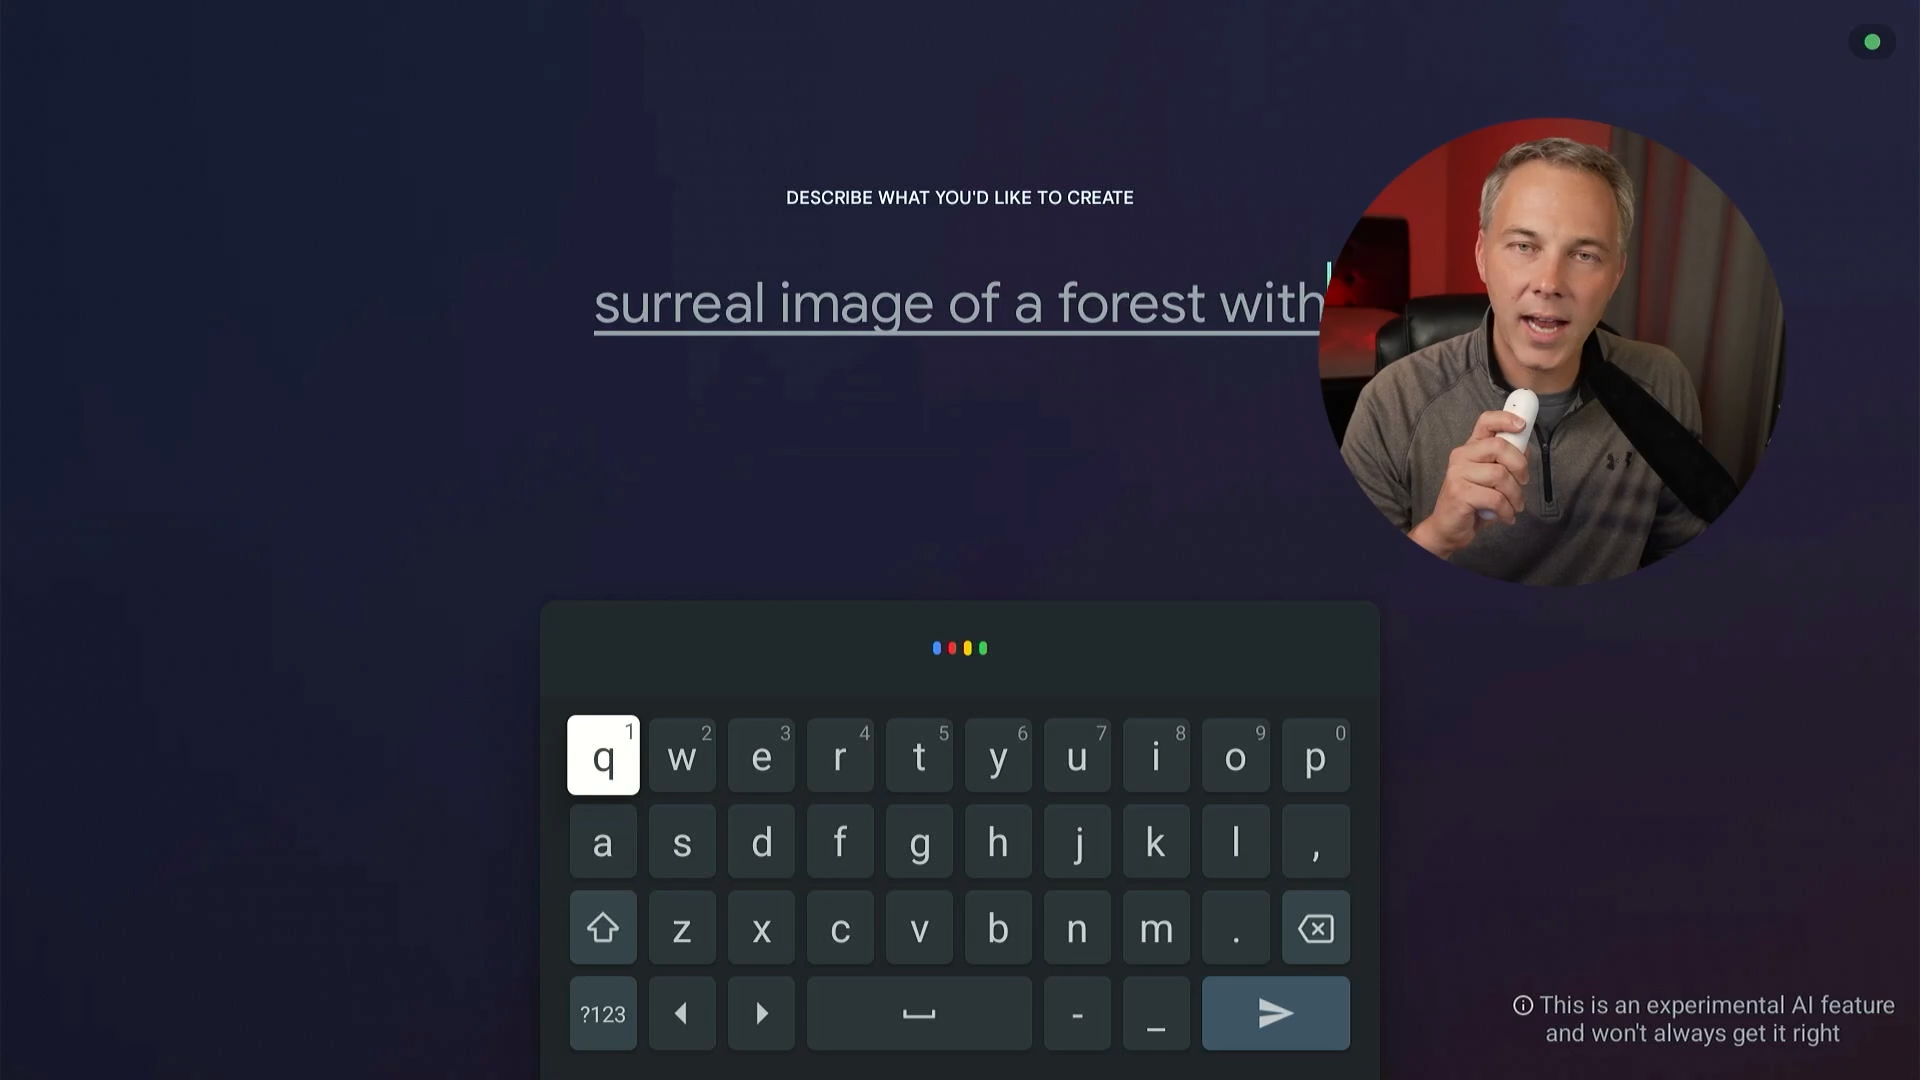 DESCRIBE WHAT YOU'D LIKE TO CREATE
surreal image of a forest with
q 1 w 2 e 3 r 4 t 5 y 6 u 7 i 8 o 9 p 0
a s d f g h j k l ,
z x c v b n m .
?123 - _
This is an experimental AI feature
and won't always get it right